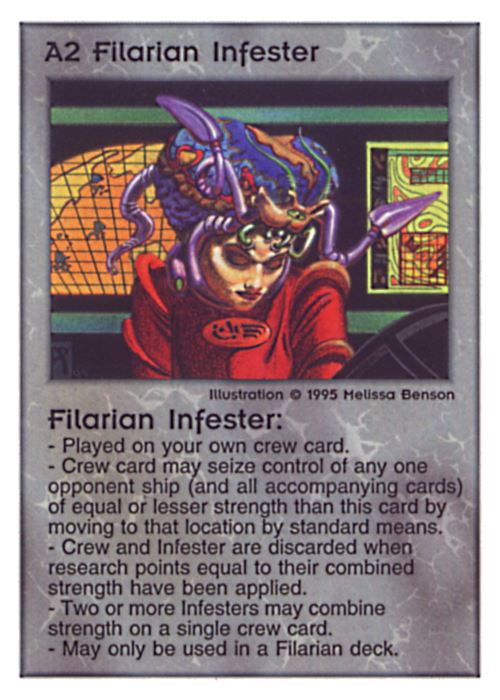 A2 Filarian Infester
Illustration © 1995 Melissa Benson
Filarian Infester:
- Played on your own crew card.
- Crew card may seize control of any one
opponent ship (and all accompanying cards)
of equal or lesser strength than this card by
moving to that location by standard means.
- Crew and Infester are discarded when
research points equal to their combined
strength have been applied.
- Two or more Infesters may combine
strength on a single crew card.
- May only be used in a Filarian deck.